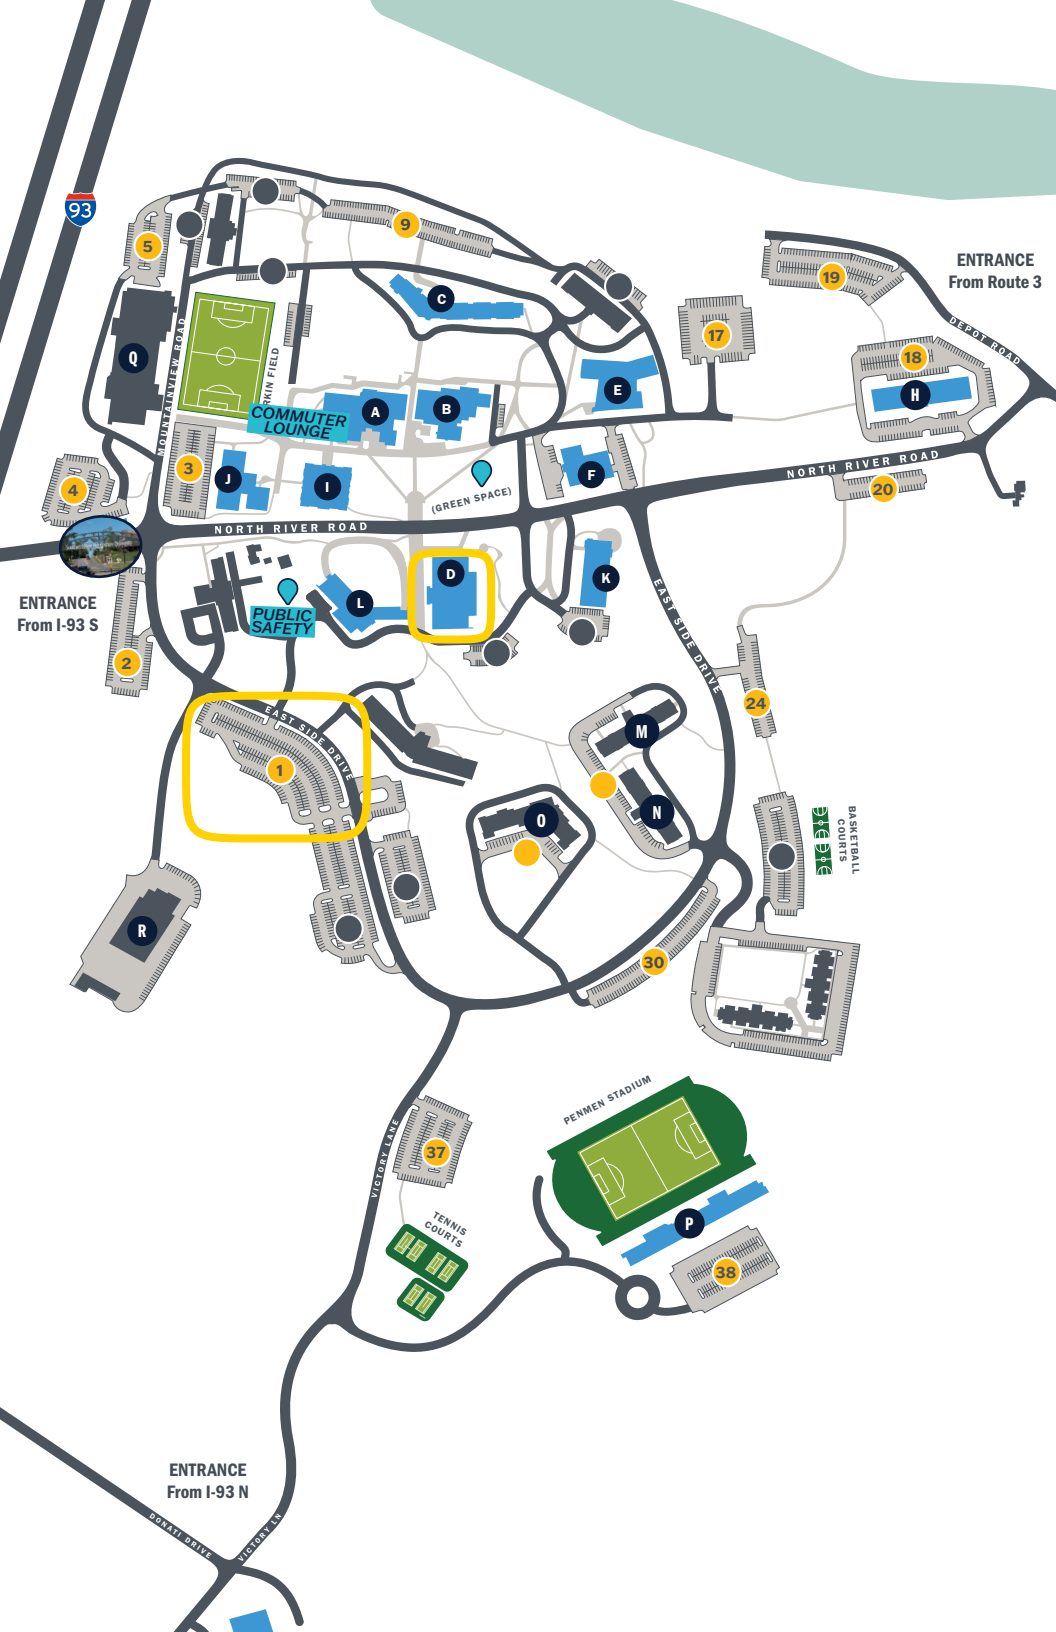 93
5
9
ENTRANCE
From Route 3
19
C
17
DEPOT ROAD
Q
MOUNTAINVIEW ROAD
RKIN FIELD
18
H
E
COMMUTER
LOUNGE
A
B
3
J
I
F
NORTH RIVER ROAD
4
(GREEN SPACE)
20
NORTH RIVER ROAD
D
K
ENTRANCE
From I-93 S
L
PUBLIC
SAFETY
EAST SIDE DRIVE
2
24
EAST SIDE DRIVE
M
1
N
O
BASKETBALL
COURTS
R
30
PENMEN STADIUM
VICTORY LANE
37
TENNIS
COURTS
P
38
ENTRANCE
From I-93 N
DONATI DRIVE
VICTORY LN